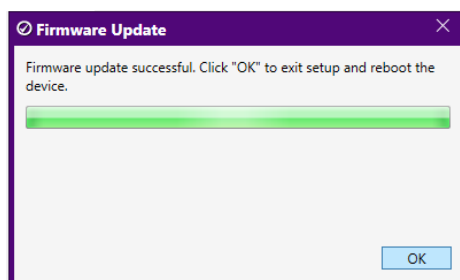 Firmware Update
Firmware update successful. Click "OK" to exit setup and reboot the
device.
OK